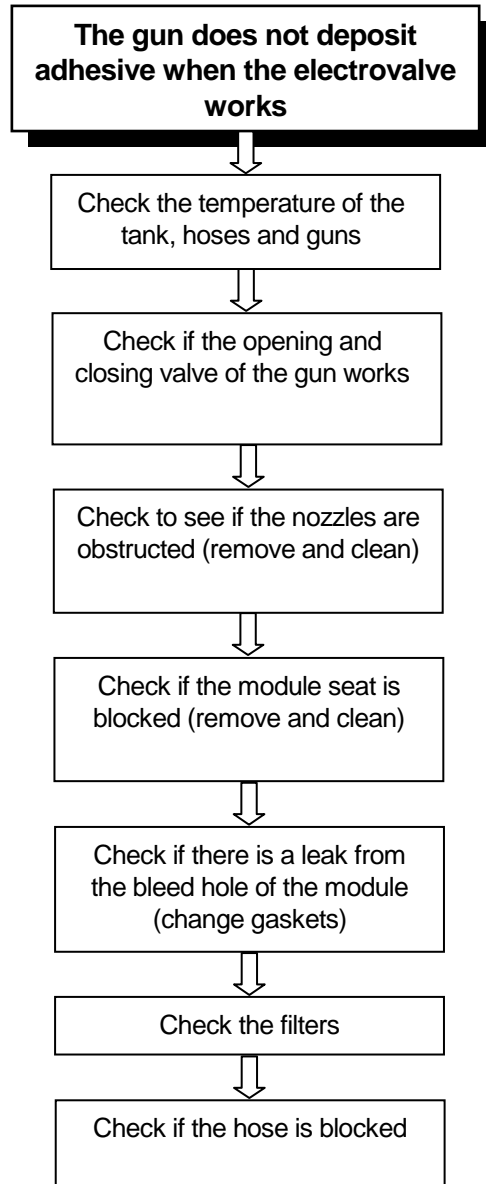 The gun does not deposit
adhesive when the electrovalve
works
Check the temperature of the
tank, hoses and guns
Check if the opening and
closing valve of the gun works
Check to see if the nozzles are
obstructed (remove and clean)
Check if the module seat is
blocked (remove and clean)
Check if there is a leak from
the bleed hole of the module
(change gaskets)
Check the filters
Check if the hose is blocked